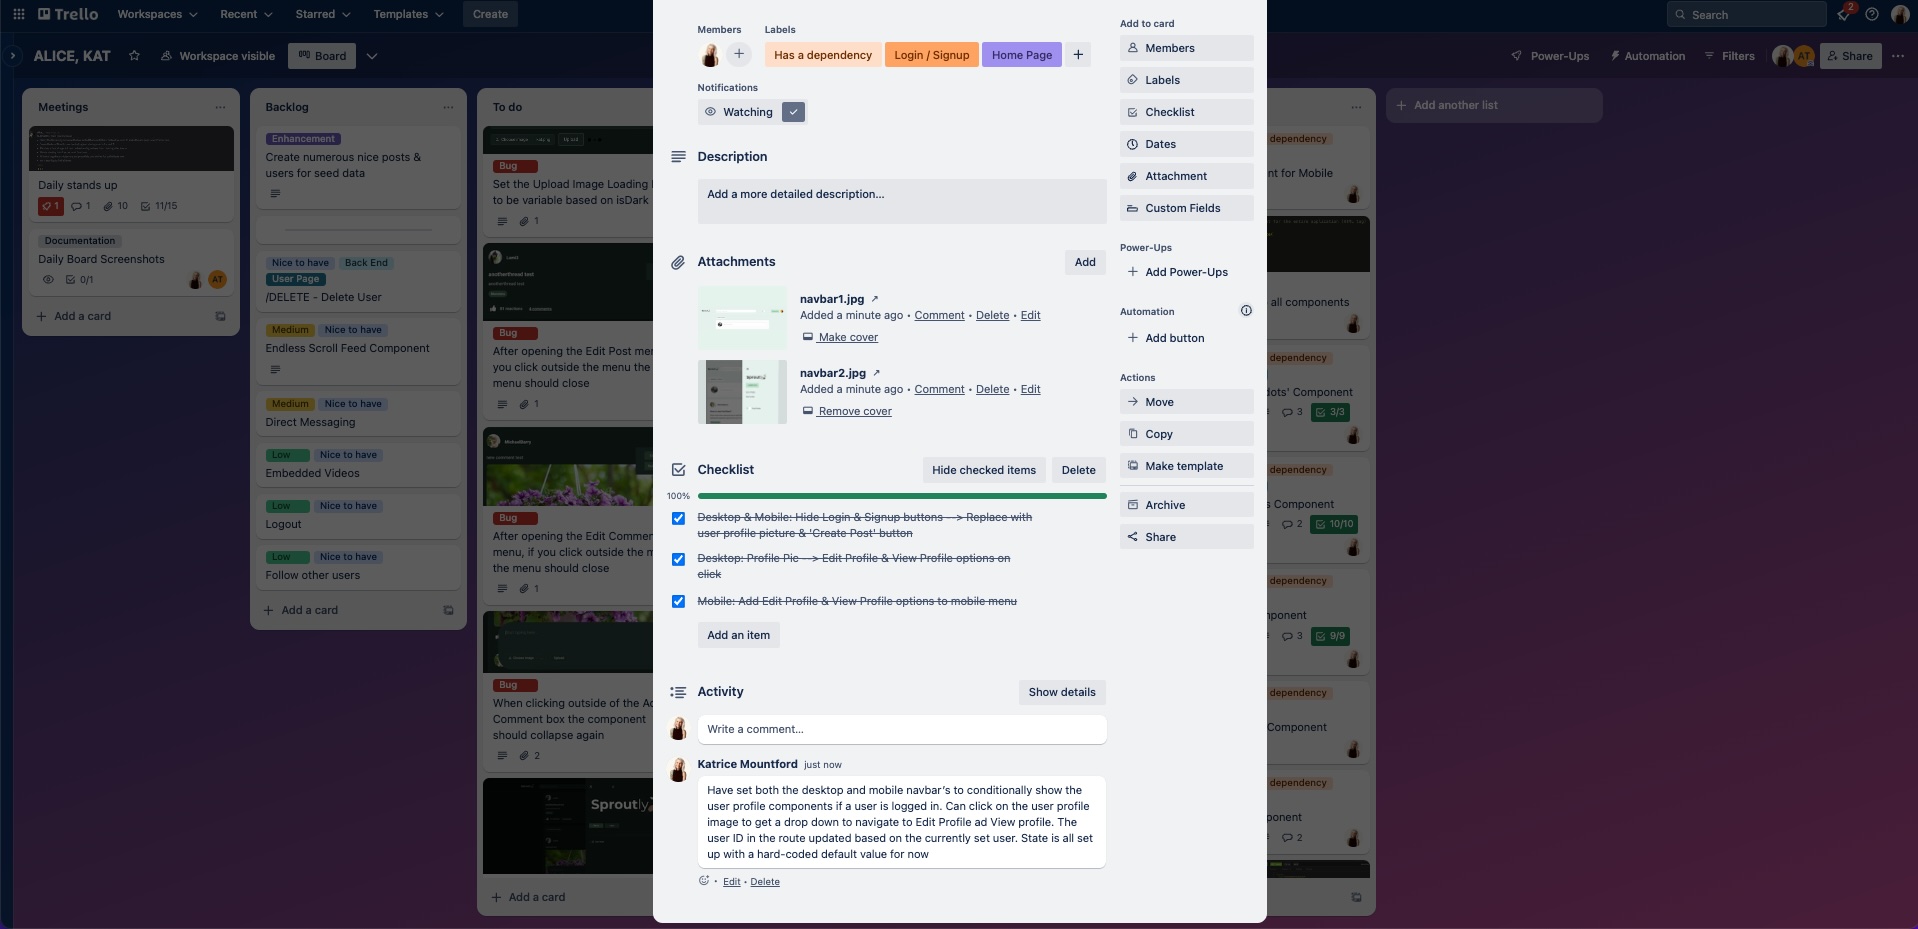 Trello
Workspaces
Recent
Starred
Templates
Create
Search
2
ALICE, KAT
Workspace visible
Board
Power-Ups
Automation
Filters
AT
Share
Meetings
Daily stands up
1
1
10
11/15
Documentation
Daily Board Screenshots
0/1
AT
Add a card
Backlog
Enhancement
Create numerous nice posts &
users for seed data
Nice to have
Back End
User Page
/DELETE - Delete User
Medium
Nice to have
Endless Scroll Feed Component
Medium
Nice to have
Direct Messaging
Low
Nice to have
Embedded Videos
Low
Nice to have
Logout
Low
Nice to have
Follow other users
Add a card
To do
Bug
Set the Upload Image Loading
to be variable based on isDark
1
Bug
After opening the Edit Post
you click outside the menu the
menu should close
1
Bug
After opening the Edit
menu, if you click outside the
the menu should close
1
Bug
When clicking outside of the
Comment box the component
should collapse again
2
Sproutly
Add a card
Members
Labels
Has a dependency
Login / Signup
Home Page
Notifications
Watching
Description
Add a more detailed description...
Attachments
Add
navbar1.jpg
Added a minute ago • Comment • Delete • Edit
Make cover
navbar2.jpg
Added a minute ago • Comment • Delete • Edit
Remove cover
Checklist
Hide checked items
Delete
100%
Desktop & Mobile: Hide Login & Signup buttons --> Replace with
user profile picture & 'Create Post' button
Desktop: Profile Pic --> Edit Profile & View Profile options on
click
Mobile: Add Edit Profile & View Profile options to mobile menu
Add an item
Activity
Show details
Write a comment...
Katrice Mountford just now
Have set both the desktop and mobile navbar's to conditionally show the
user profile components if a user is logged in. Can click on the user profile
image to get a drop down to navigate to Edit Profile ad View profile. The
user ID in the route updated based on the currently set user. State is all set
up with a hard-coded default value for now
• Edit • Delete
Add to card
Members
Labels
Checklist
Dates
Attachment
Custom Fields
Power-Ups
Add Power-Ups
Automation
Add button
Actions
Move
Copy
Make template
Archive
Share
dependency
for Mobile
all components
dependency
Component
3
3/3
dependency
Component
2
10/10
dependency
3
9/9
dependency
Component
dependency
2
Add another list